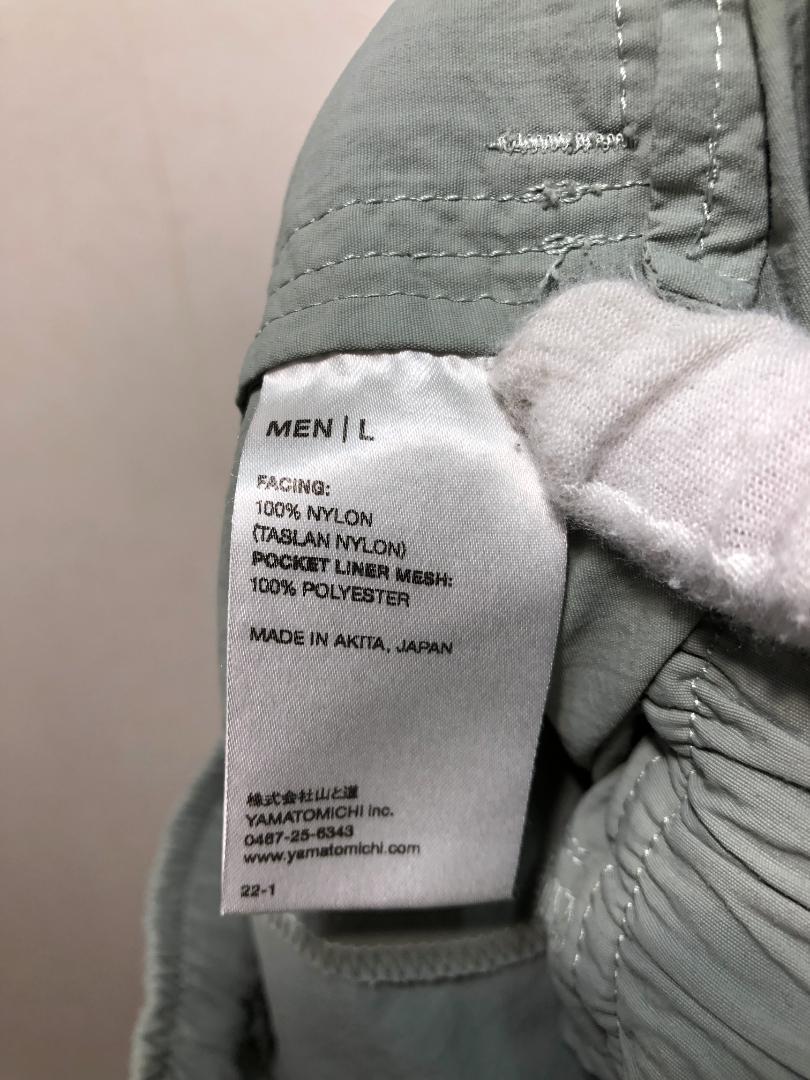 MEN | L
FACING:
100% NYLON
(TASLAN NYLON)
POCKET LINER MESH:
100% POLYESTER
MADE IN AKITA, JAPAN
株式会社山と道
YAMATOMICHI inc.
0467-25-6343
www.yamatomichi.com
22-1